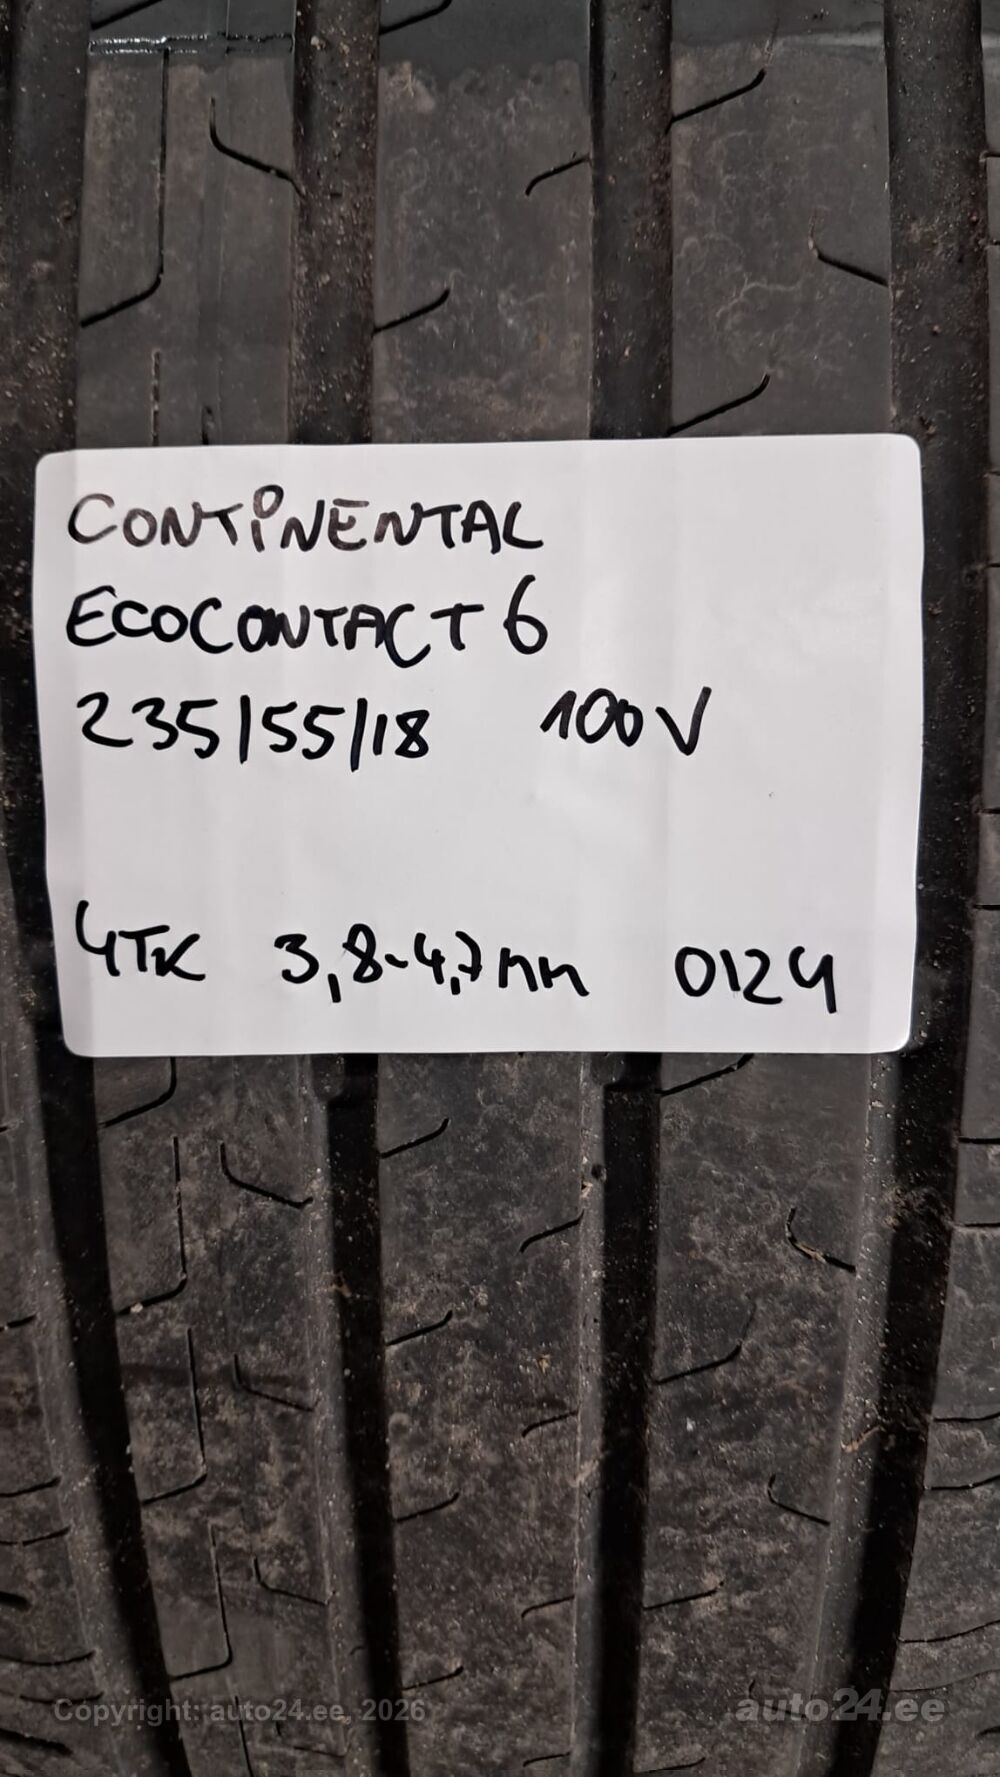 CONTINENTAL
ECOCONTACT 6
235/55/18 100V
4TK 3,8-4,7mm 0124
Copyright: auto24.ee, 2026 auto24.ee